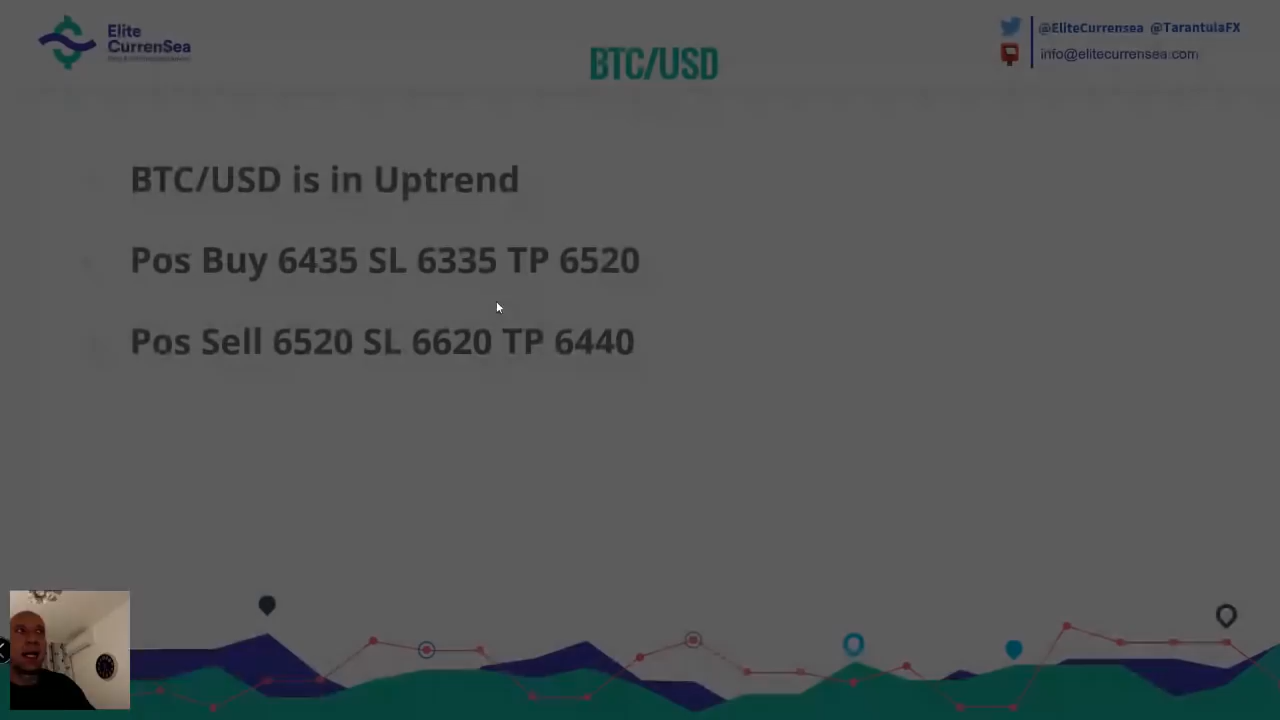 Elite
CurrenSea
@EliteCurrensea @TarantulaFX
info@elitecurrensea.com
BTC/USD
BTC/USD is in Uptrend
Pos Buy 6435 SL 6335 TP 6520
Pos Sell 6520 SL 6620 TP 6440